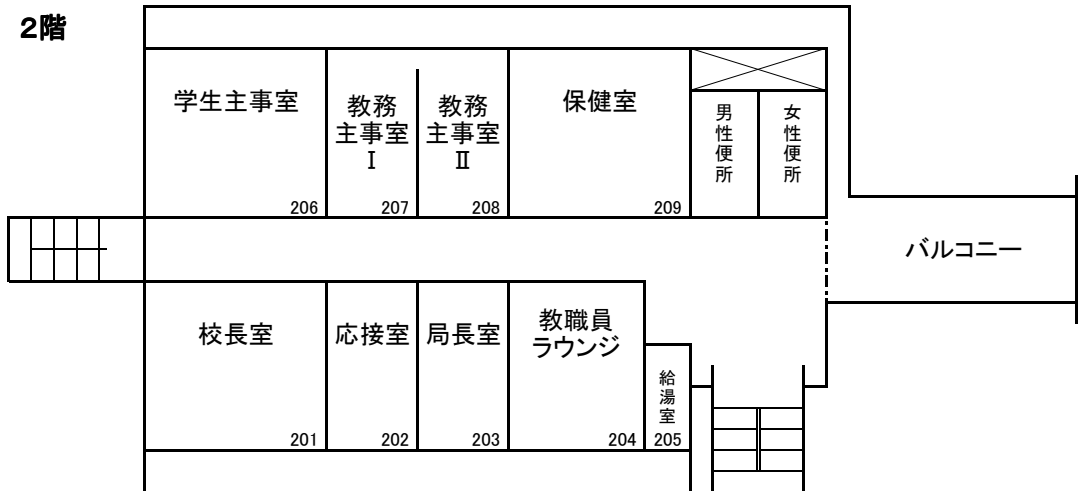 2階
学生主事室
206
教務
主事室
Ⅰ
207
教務
主事室
Ⅱ
208
保健室
209
男性便所
女性便所
バルコニー
校長室
201
応接室
202
局長室
203
教職員
ラウンジ
204
給湯室
205